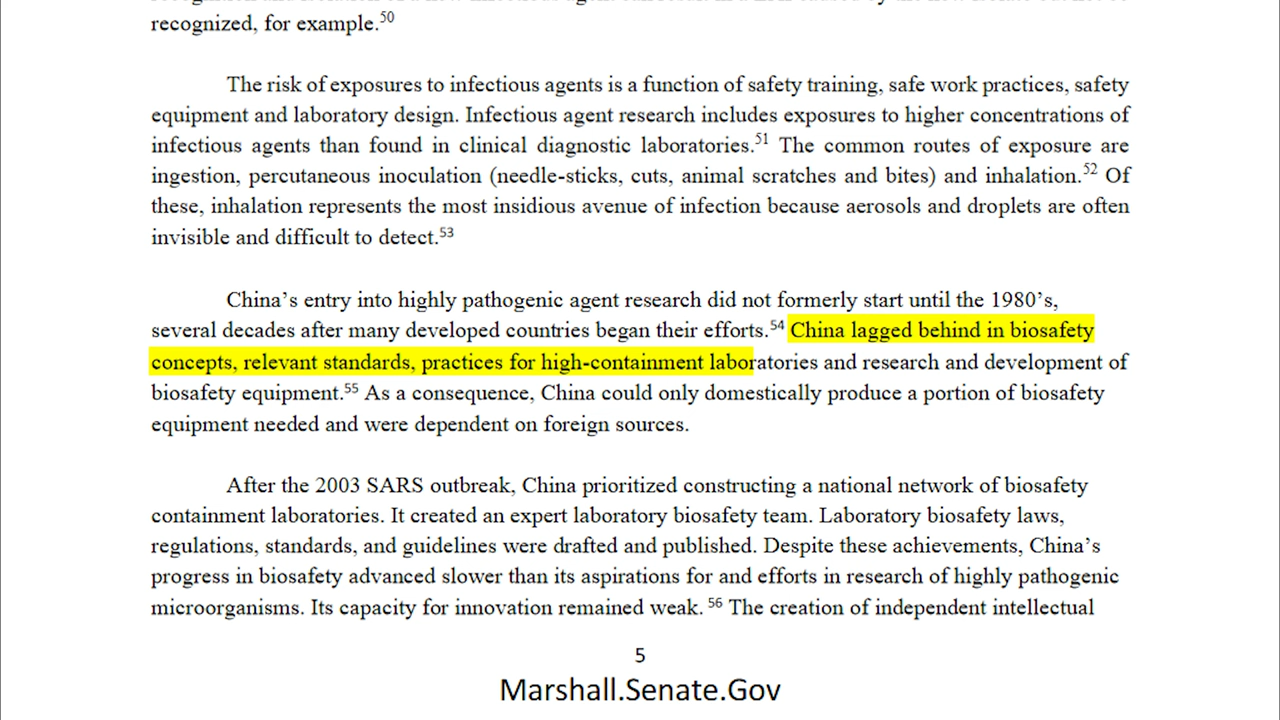 recognized, for example.50
The risk of exposures to infectious agents is a function of safety training, safe work practices, safety
equipment and laboratory design. Infectious agent research includes exposures to higher concentrations of
infectious agents than found in clinical diagnostic laboratories.51 The common routes of exposure are
ingestion, percutaneous inoculation (needle-sticks, cuts, animal scratches and bites) and inhalation.52 Of
these, inhalation represents the most insidious avenue of infection because aerosols and droplets are often
invisible and difficult to detect.53
China’s entry into highly pathogenic agent research did not formerly start until the 1980’s,
several decades after many developed countries began their efforts.54 China lagged behind in biosafety
concepts, relevant standards, practices for high-containment laboratories and research and development of
biosafety equipment.55 As a consequence, China could only domestically produce a portion of biosafety
equipment needed and were dependent on foreign sources.
After the 2003 SARS outbreak, China prioritized constructing a national network of biosafety
containment laboratories. It created an expert laboratory biosafety team. Laboratory biosafety laws,
regulations, standards, and guidelines were drafted and published. Despite these achievements, China’s
progress in biosafety advanced slower than its aspirations for and efforts in research of highly pathogenic
microorganisms. Its capacity for innovation remained weak. 56 The creation of independent intellectual
5
Marshall.Senate.Gov